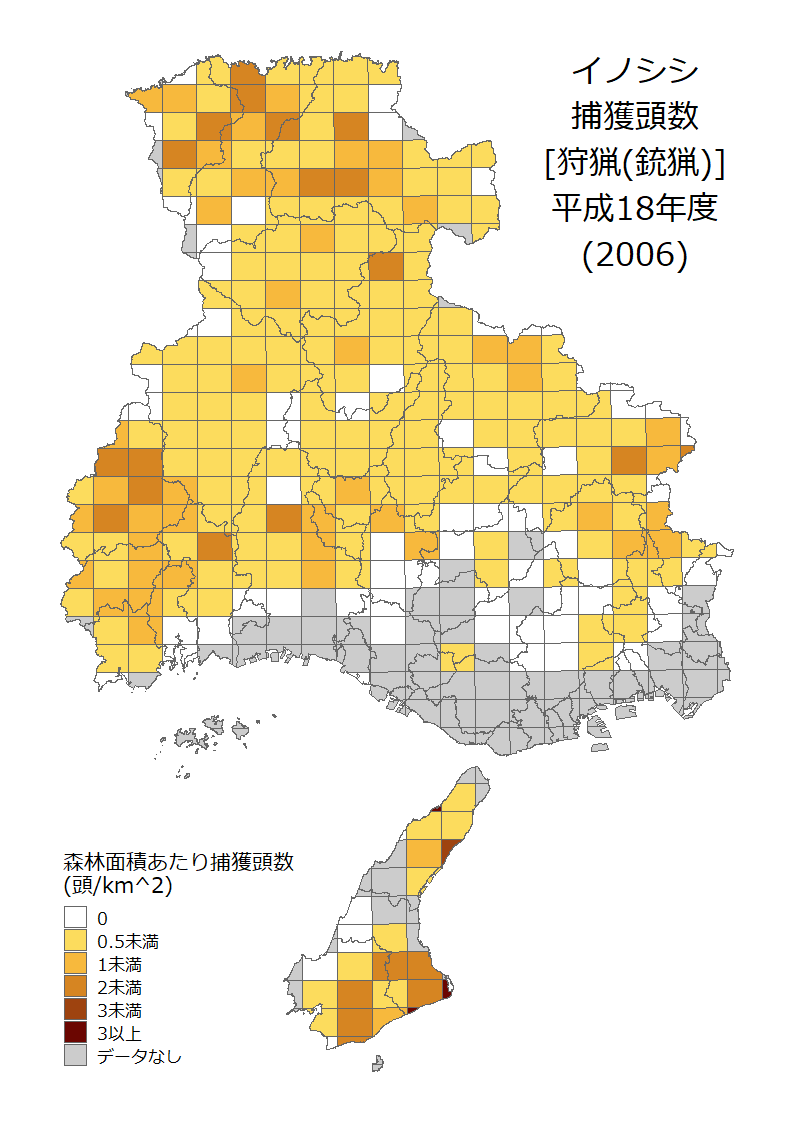 イノシシ
捕獲頭数
[狩猟(銃猟)]
平成18年度
(2006)
森林面積あたり捕獲頭数
(頭/km^2)
0
0.5未満
1未満
2未満
3未満
3以上
データなし